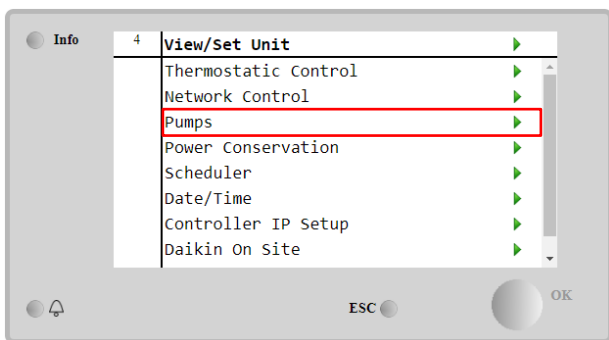 Info
4 View/Set Unit
Thermostatic Control
Network Control
Pumps
Power Conservation
Scheduler
Date/Time
Controller IP Setup
Daikin On Site
ESC
OK